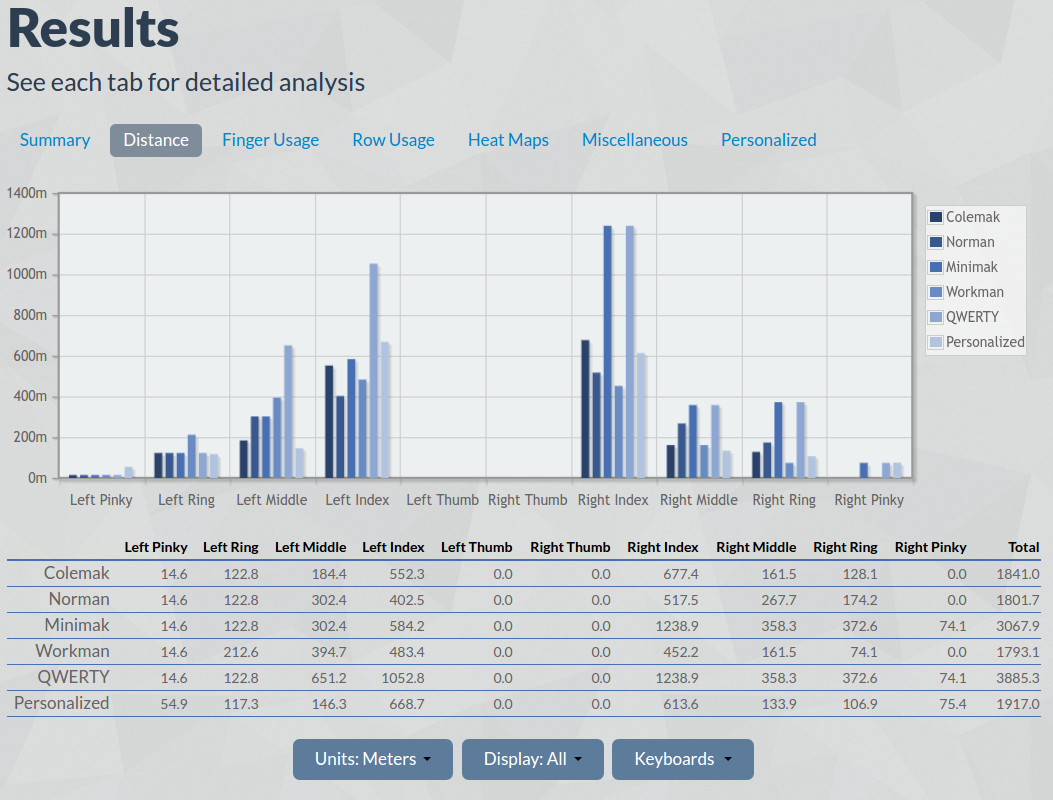 Results
See each tab for detailed analysis
Summary Distance Finger Usage Row Usage Heat Maps Miscellaneous Personalized
1400m
1200m
1000m
800m
600m
400m
200m
0m
Left Pinky Left Ring Left Middle Left Index Left Thumb Right Thumb Right Index Right Middle Right Ring Right Pinky
Colemak
Norman
Minimak
Workman
QWERTY
Personalized
Left Pinky Left Ring Left Middle Left Index Left Thumb Right Thumb Right Index Right Middle Right Ring Right Pinky Total
Colemak 14.6 122.8 184.4 552.3 0.0 0.0 677.4 161.5 128.1 0.0 1841.0
Norman 14.6 122.8 302.4 402.5 0.0 0.0 517.5 267.7 174.2 0.0 1801.7
Minimak 14.6 122.8 302.4 584.2 0.0 0.0 1238.9 358.3 372.6 74.1 3067.9
Workman 14.6 212.6 394.7 483.4 0.0 0.0 452.2 161.5 74.1 0.0 1793.1
QWERTY 14.6 122.8 651.2 1052.8 0.0 0.0 1238.9 358.3 372.6 74.1 3885.3
Personalized 54.9 117.3 146.3 668.7 0.0 0.0 613.6 133.9 106.9 75.4 1917.0
Units: Meters Display: All Keyboards